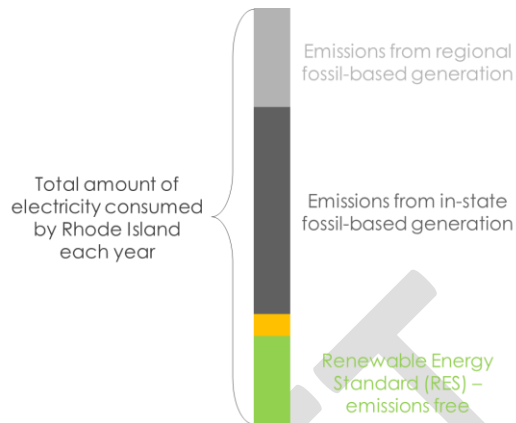 Emissions from regional
fossil-based generation
Total amount of
electricity consumed
by Rhode Island
each year
Emissions from in-state
fossil-based generation
Renewable Energy
Standard (RES) –
emissions free